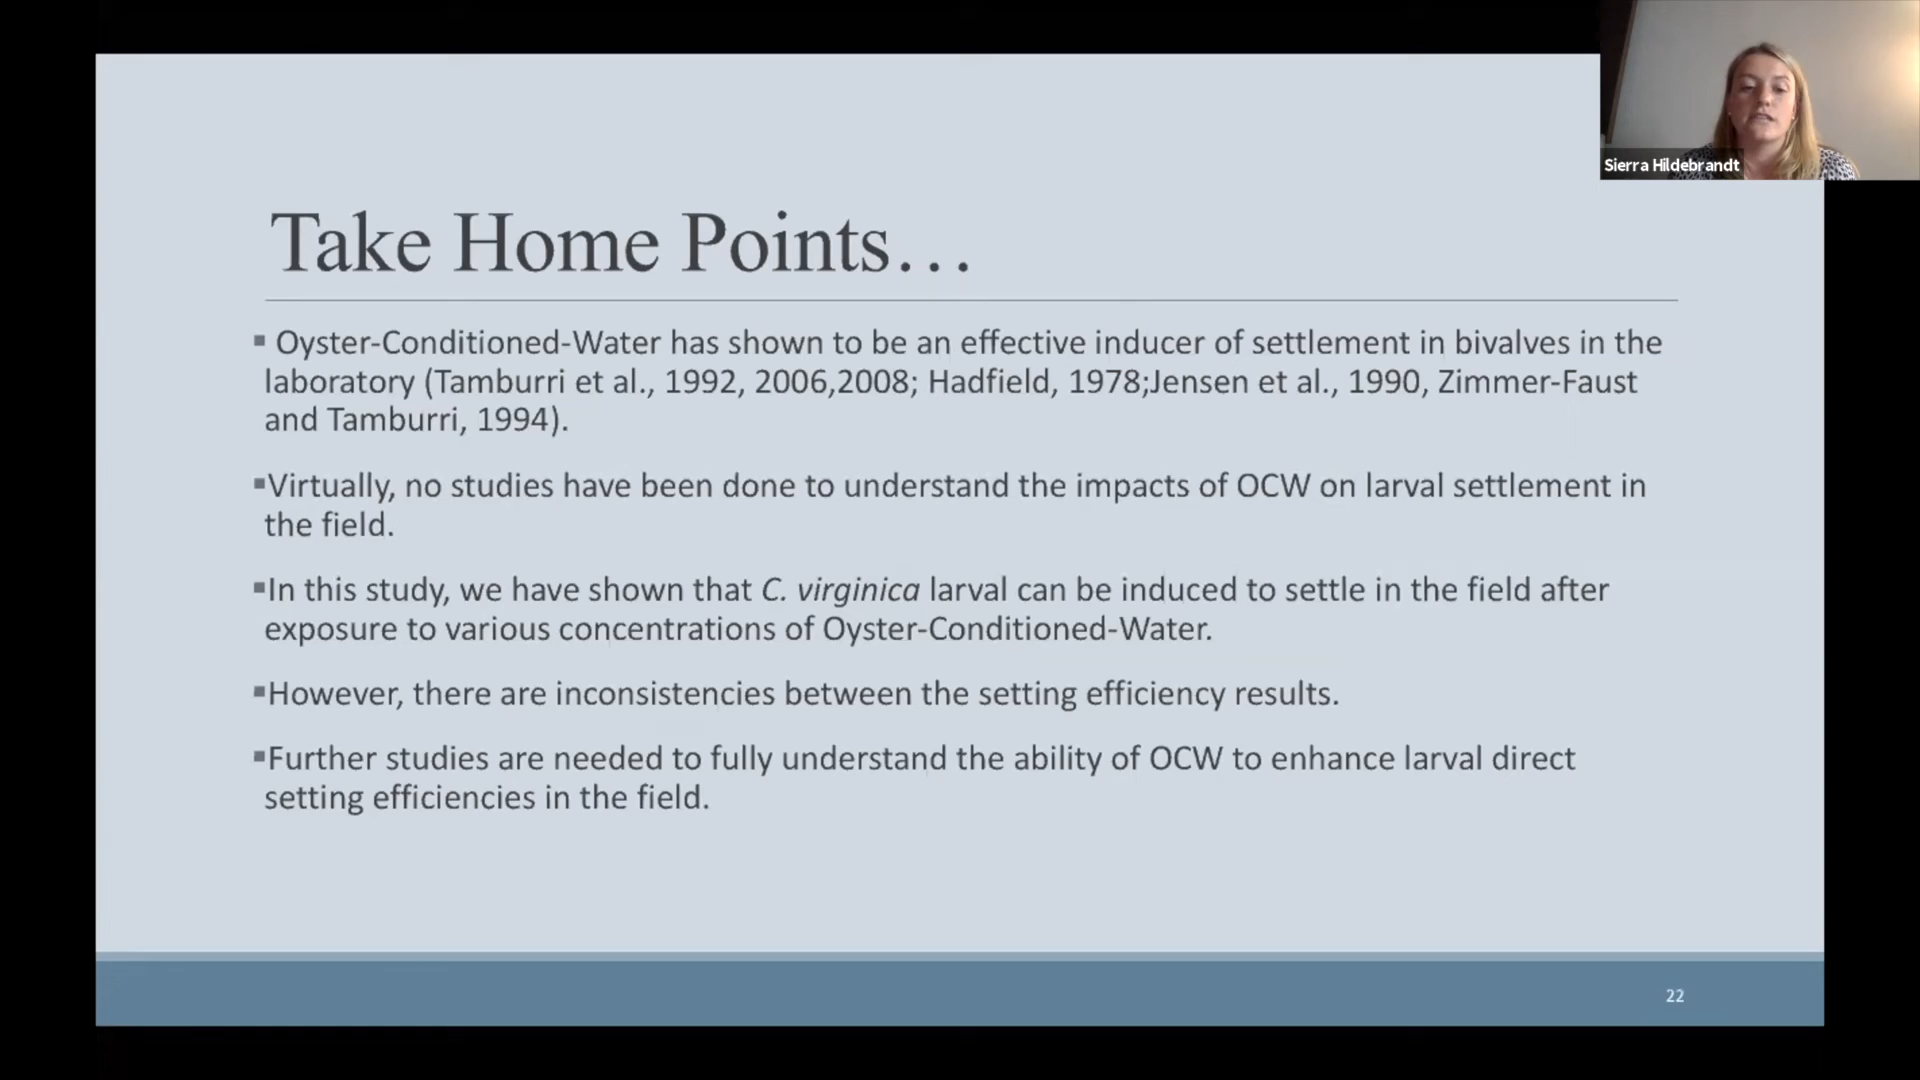 Sierra Hildebrandt
Take Home Points...
▪ Oyster-Conditioned-Water has shown to be an effective inducer of settlement in bivalves in the
laboratory (Tamburri et al., 1992, 2006,2008; Hadfield, 1978;Jensen et al., 1990, Zimmer-Faust
and Tamburri, 1994).
▪Virtually, no studies have been done to understand the impacts of OCW on larval settlement in
the field.
▪In this study, we have shown that C. virginica larval can be induced to settle in the field after
exposure to various concentrations of Oyster-Conditioned-Water.
▪However, there are inconsistencies between the setting efficiency results.
▪Further studies are needed to fully understand the ability of OCW to enhance larval direct
setting efficiencies in the field.
22